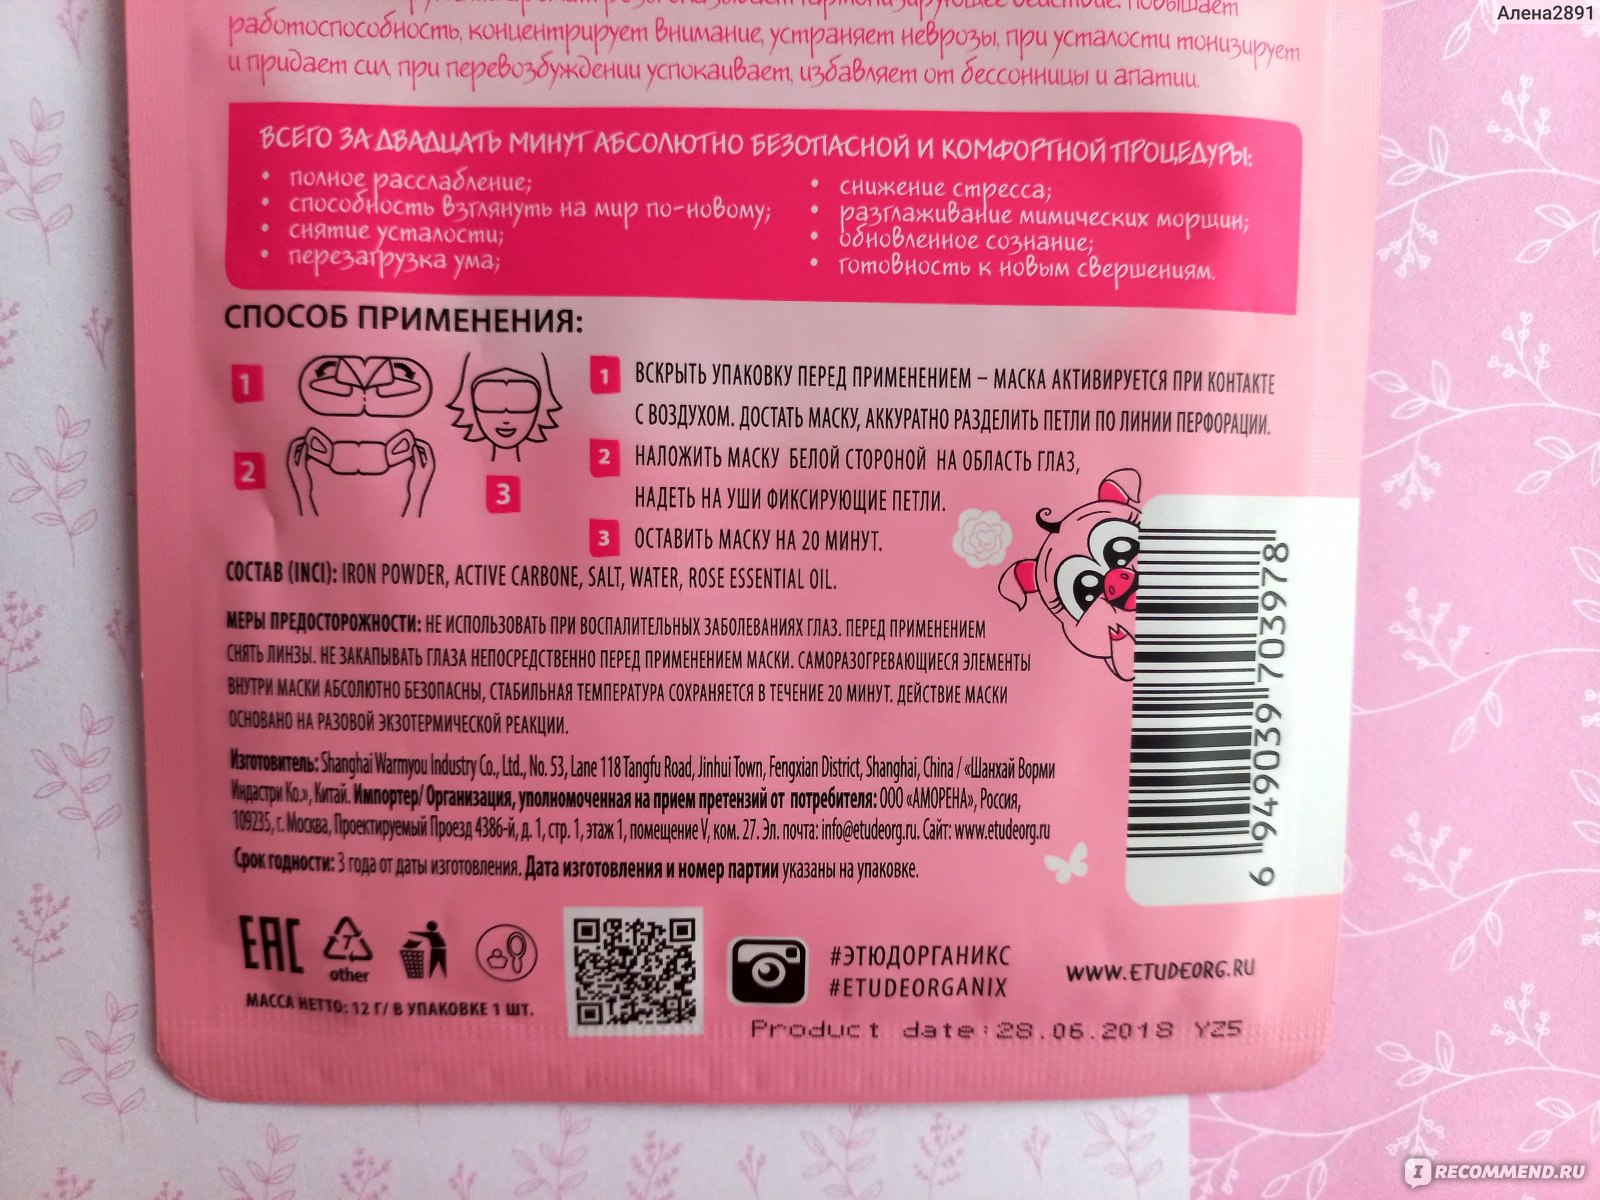 Алена2891
гармонизирующее действие. Повышает
работоспособность, концентрирует внимание, устраняет неврозы, при усталости тонизирует
и придает сил, при перевозбуждении успокаивает, избавляет от бессонницы и апатии.
ВСЕГО ЗА ДВАДЦАТЬ МИНУТ АБСОЛЮТНО БЕЗОПАСНОЙ И КОМФОРТНОЙ ПРОЦЕДУРЫ:
• полное расслабление;
• способность взглянуть на мир по-новому;
• снятие усталости;
• перезагрузка ума;
• снижение стресса;
• разглаживание мимических морщин;
• обновленное сознание;
• готовность к новым свершениям.
СПОСОБ ПРИМЕНЕНИЯ:
1
2
3
1 ВСКРЫТЬ УПАКОВКУ ПЕРЕД ПРИМЕНЕНИЕМ – МАСКА АКТИВИРУЕТСЯ ПРИ КОНТАКТЕ
С ВОЗДУХОМ. ДОСТАТЬ МАСКУ, АККУРАТНО РАЗДЕЛИТЬ ПЕТЛИ ПО ЛИНИИ ПЕРФОРАЦИИ.
2 НАЛОЖИТЬ МАСКУ БЕЛОЙ СТОРОНОЙ НА ОБЛАСТЬ ГЛАЗ,
НАДЕТЬ НА УШИ ФИКСИРУЮЩИЕ ПЕТЛИ.
3 ОСТАВИТЬ МАСКУ НА 20 МИНУТ.
СОСТАВ (INCI): IRON POWDER, ACTIVE CARBONE, SALT, WATER, ROSE ESSENTIAL OIL.
МЕРЫ ПРЕДОСТОРОЖНОСТИ: НЕ ИСПОЛЬЗОВАТЬ ПРИ ВОСПАЛИТЕЛЬНЫХ ЗАБОЛЕВАНИЯХ ГЛАЗ. ПЕРЕД ПРИМЕНЕНИЕМ
СНЯТЬ ЛИНЗЫ. НЕ ЗАКАПЫВАТЬ ГЛАЗА НЕПОСРЕДСТВЕННО ПЕРЕД ПРИМЕНЕНИЕМ МАСКИ. САМОРАЗОГРЕВАЮЩИЕСЯ ЭЛЕМЕНТЫ
ВНУТРИ МАСКИ АБСОЛЮТНО БЕЗОПАСНЫ, СТАБИЛЬНАЯ ТЕМПЕРАТУРА СОХРАНЯЕТСЯ В ТЕЧЕНИЕ 20 МИНУТ. ДЕЙСТВИЕ МАСКИ
ОСНОВАНО НА РАЗОВОЙ ЭКЗОТЕРМИЧЕСКОЙ РЕАКЦИИ.
Изготовитель: Shanghai Warmyou Industry Co., Ltd., No. 53, Lane 118 Tangfu Road, Jinhui Town, Fengxian District, Shanghai, China / «Шанхай Ворми
Индастри Ко.», Китай. Импортер/ Организация, уполномоченная на прием претензий от потребителя: ООО «АМОРЕНА», Россия,
109235, г. Москва, Проектируемый Проезд 4386-й, д. 1, стр. 1, этаж 1, помещение V, ком. 27. Эл. почта: info@etudeorg.ru. Сайт: www.etudeorg.ru
Срок годности: 3 года от даты изготовления. Дата изготовления и номер партии указаны на упаковке.
6 949039 703978
EAC
T
other
МАССА НЕТТО: 12 Г/ В УПАКОВКЕ 1 ШТ.
#ЭТЮДОРГАНИКС
#ETUDEORGANIX
WWW.ETUDEORG.RU
Product date:28.06.2018 YZ5
I RECOMMEND.RU